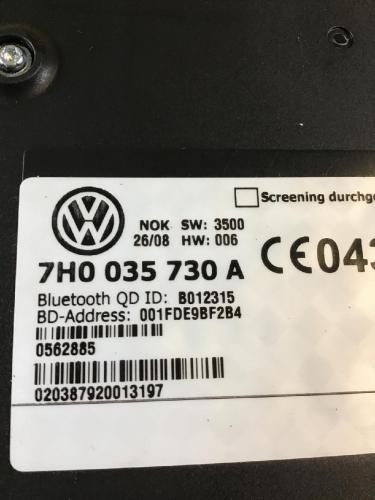 Screening durchge
NOK SW: 3500
26/08 HW: 006
7H0 035 730 A CE043
Bluetooth QD ID: B012315
BD-Address: 001FDE9BF2B4
0562885
020387920013197